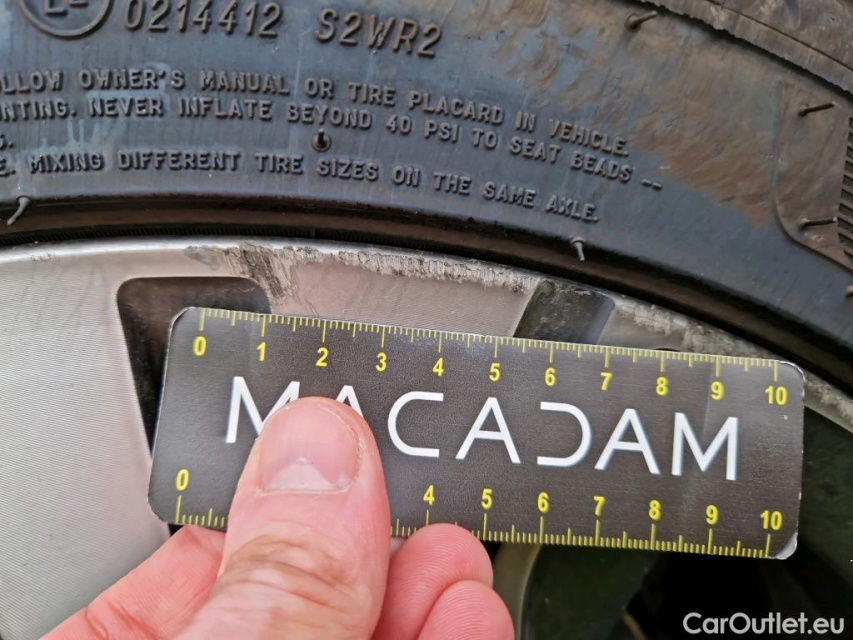 0214412 S2WR2
OWNER'S MANUAL OR TIRE PLACARD IN VEHICLE.
NEVER INFLATE BEYOND 40 PSI TO SEAT BEADS --
MIXING DIFFERENT TIRE SIZES ON THE SAME AXLE.
0 1 2 3 4 5 6 7 8 9 10
MACADAM
0 4 5 6 7 8 9 10
CarOutlet.eu